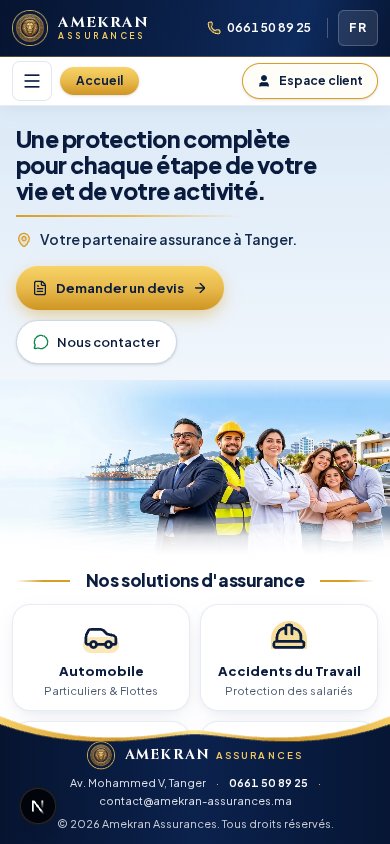 AMEKRAN
ASSURANCES
0661 50 89 25
FR
Accueil
Espace client
Une protection complète
pour chaque étape de votre
vie et de votre activité.
Votre partenaire assurance à Tanger.
Demander un devis
Nous contacter
Nos solutions d'assurance
Automobile
Particuliers & Flottes
Accidents du Travail
Protection des salariés
AMEKRAN ASSURANCES
Av. Mohammed V, Tanger · 0661 50 89 25 ·
contact@amekran-assurances.ma
© 2026 Amekran Assurances. Tous droits réservés.
N